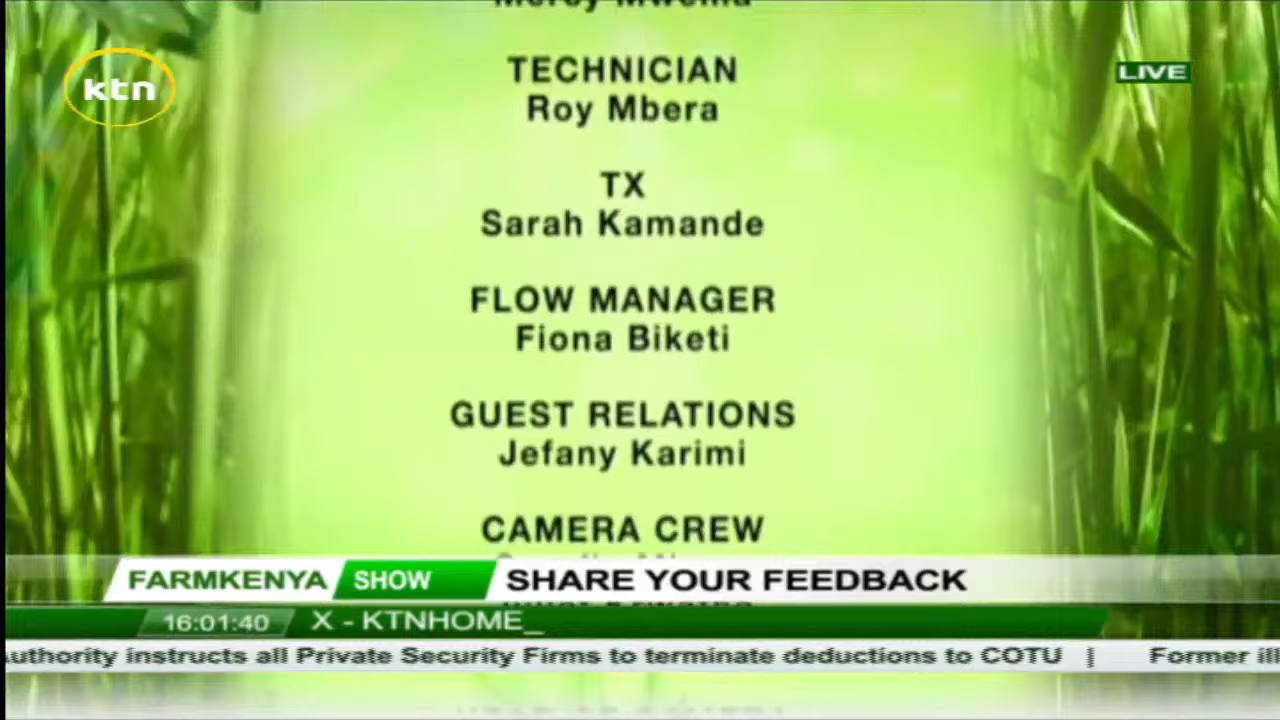 ktn
LIVE
TECHNICIAN
Roy Mbera
TX
Sarah Kamande
FLOW MANAGER
Fiona Biketi
GUEST RELATIONS
Jefany Karimi
CAMERA CREW
FARMKENYA SHOW SHARE YOUR FEEDBACK
16:01:40 X - KTNHOME_
uthority instructs all Private Security Firms to terminate deductions to COTU | Former ill